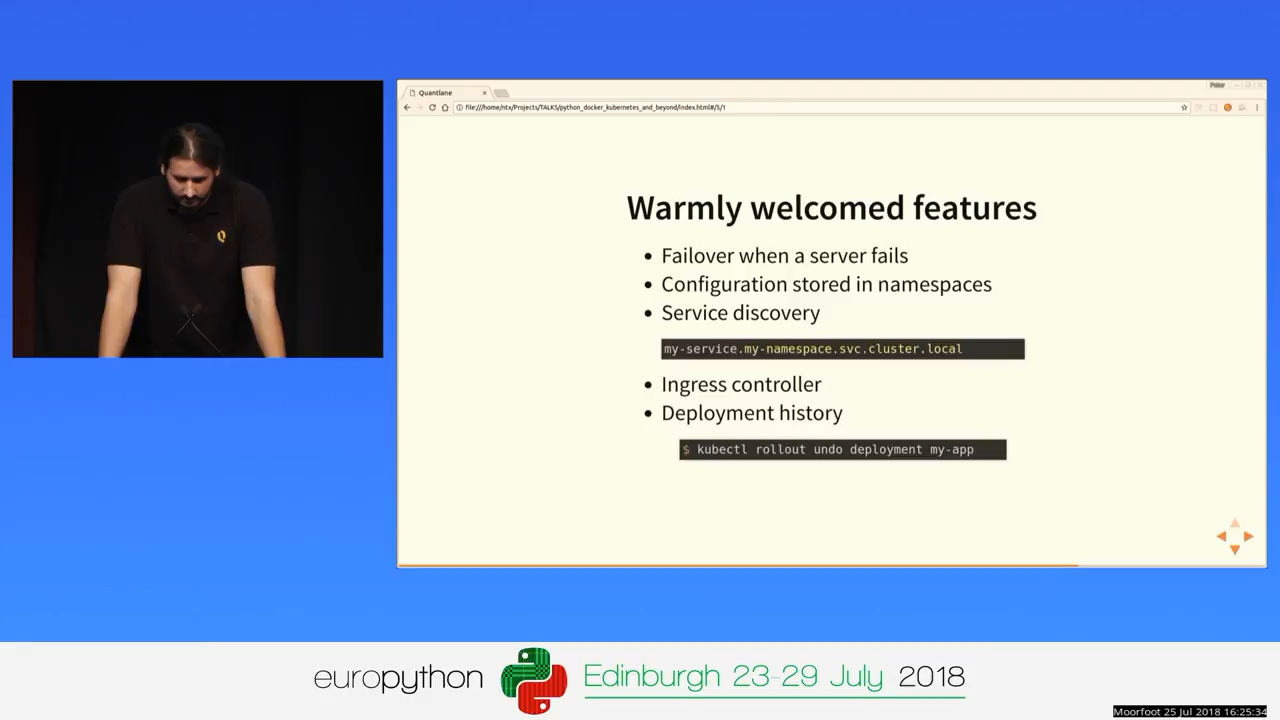 Quantlane
Peter
file:///home/ntx/Projects/TALKS/python_docker_kubernetes_and_beyond/index.html#/5/1
Warmly welcomed features
Failover when a server fails
Configuration stored in namespaces
Service discovery
my-service.my-namespace.svc.cluster.local
Ingress controller
Deployment history
$ kubectl rollout undo deployment my-app
europython
Edinburgh 23-29 July 2018
Moorfoot 25 Jul 2018 16:25:34